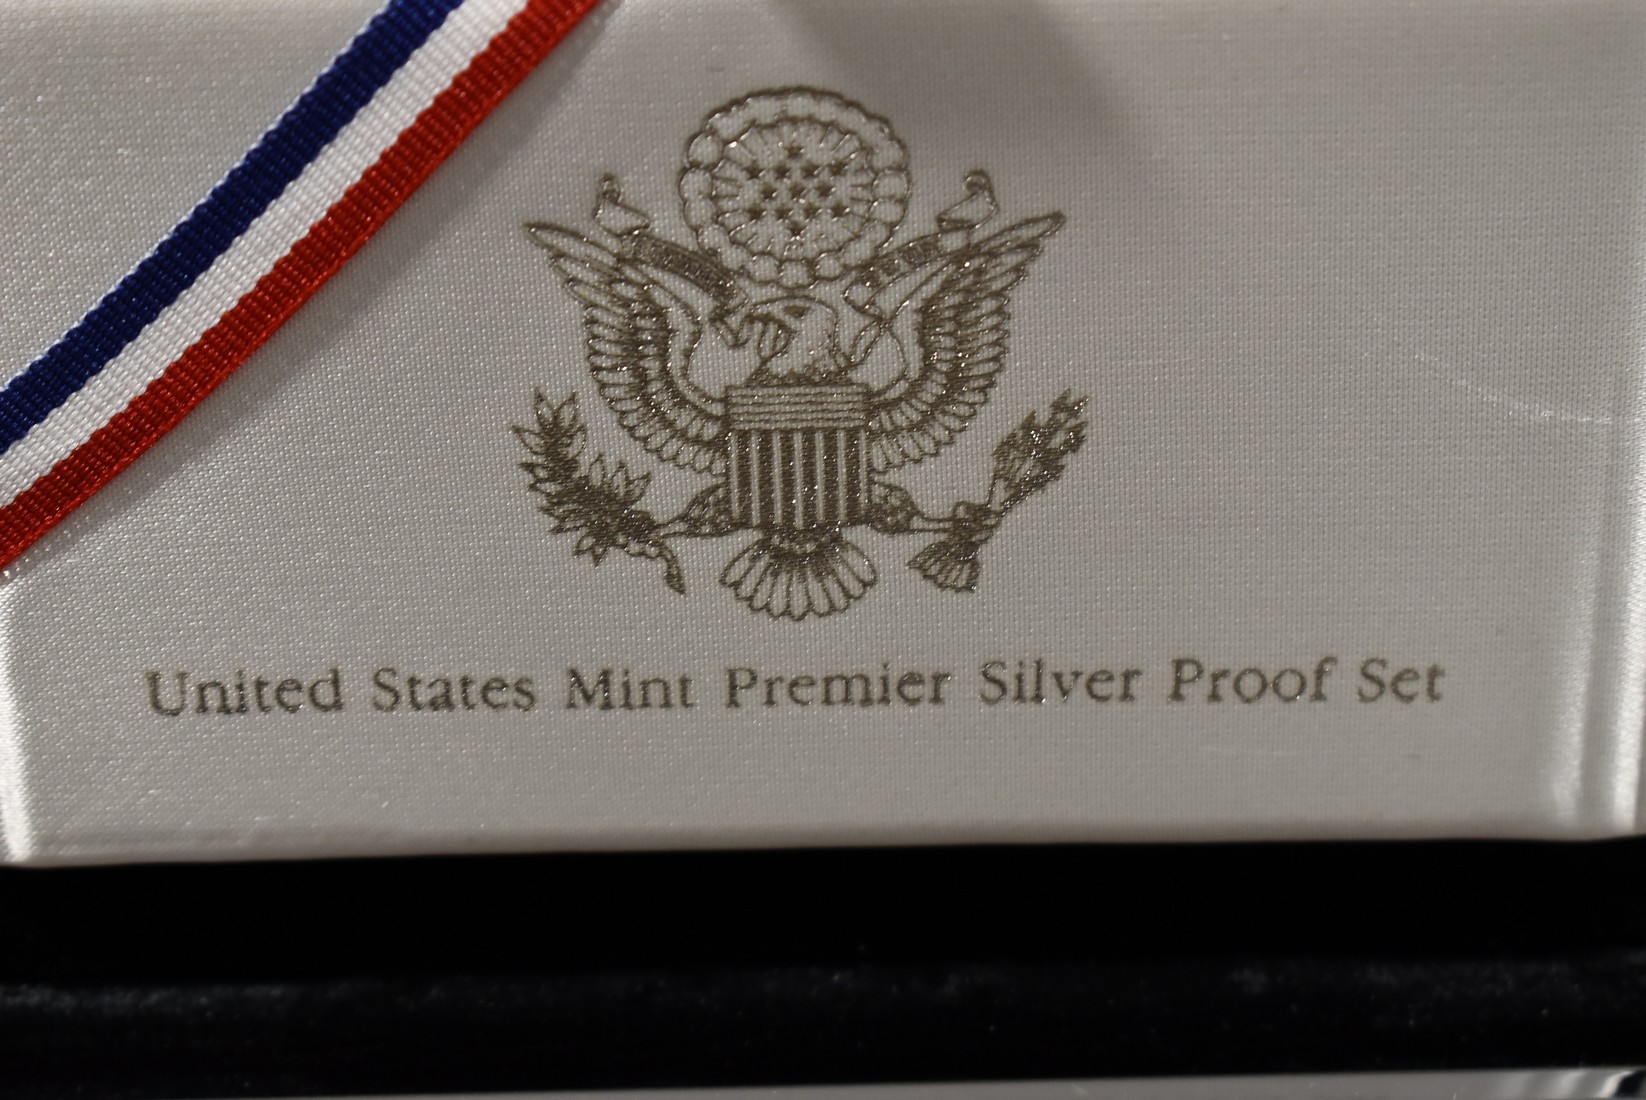 United States Mint Premier Silver Proof Set